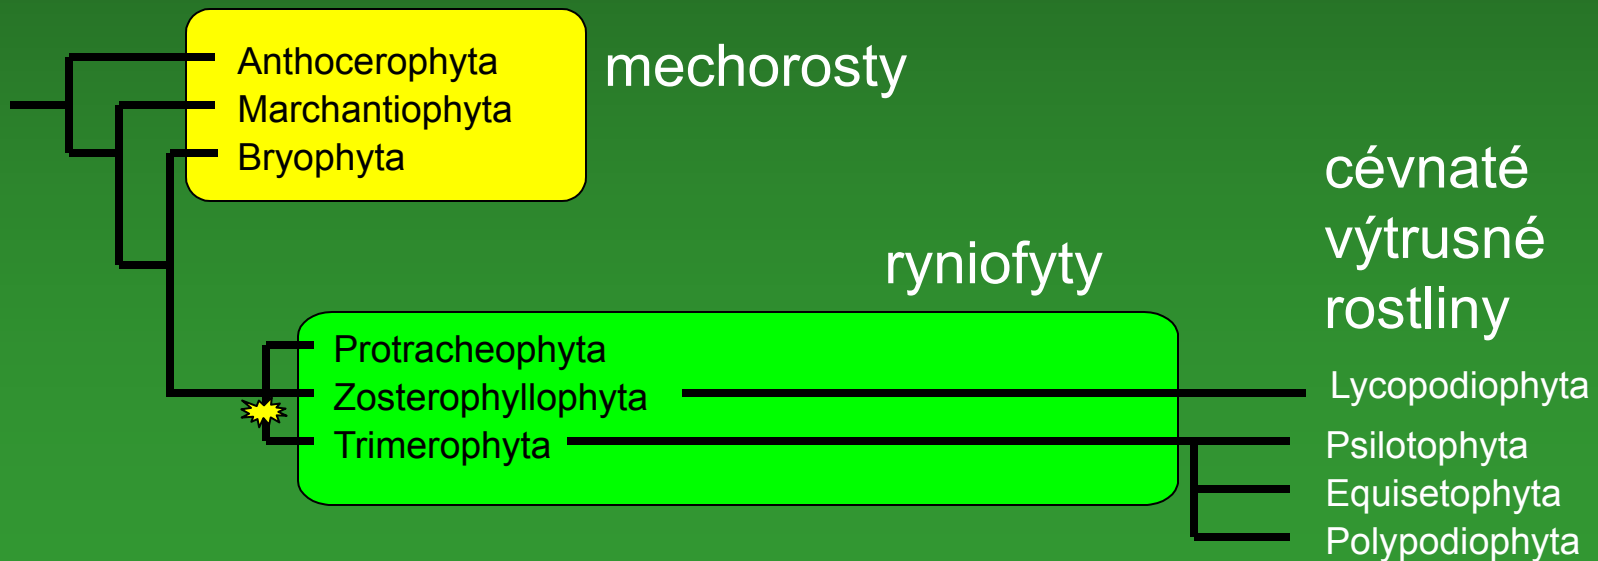 Anthocerophyta
Marchantiophyta
Bryophyta
mechorosty
ryniofyty
Protracheophyta
Zosterophyllophyta
Trimerophyta
cévnaté
výtrusné
rostliny
Lycopodiophyta
Psilotophyta
Equisetophyta
Polypodiophyta